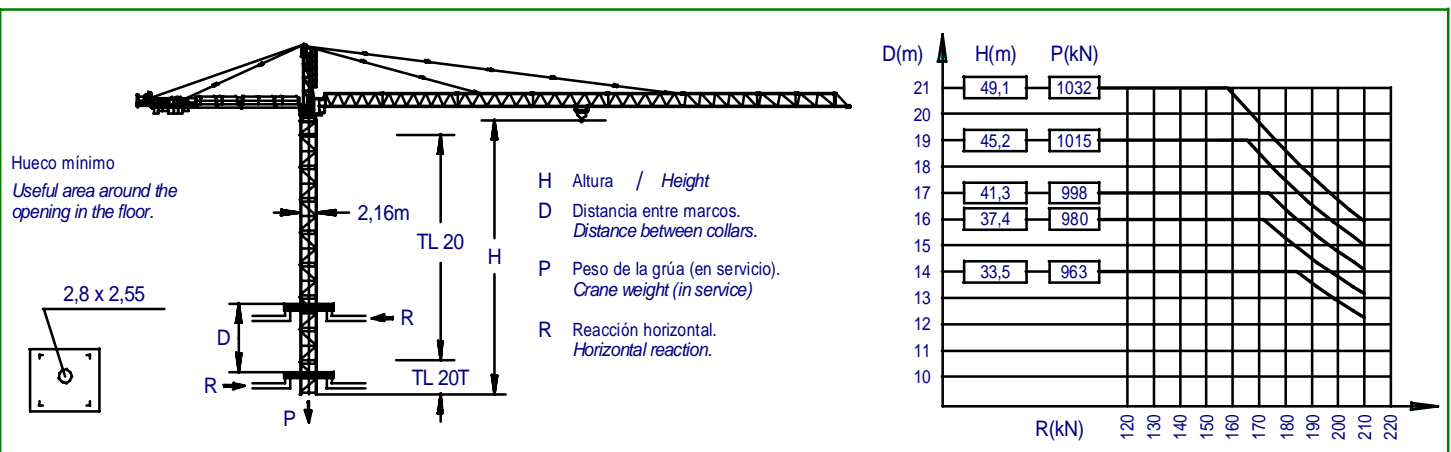 Hueco mínimo
Useful area around the
opening in the floor.
2,8 x 2,55
2,16m
TL 20
H
D
R
R
TL 20T
P
H Altura / Height
D Distancia entre marcos.
Distance between collars.
P Peso de la grúa (en servicio).
Crane weight (in service)
R Reacción horizontal.
Horizontal reaction.
D(m) H(m) P(kN)
21 49,1 1032
20
19 45,2 1015
18
17 41,3 998
16 37,4 980
15
14 33,5 963
13
12
11
10
R(kN) 120 130 140 150 160 170 180 190 200 210 220